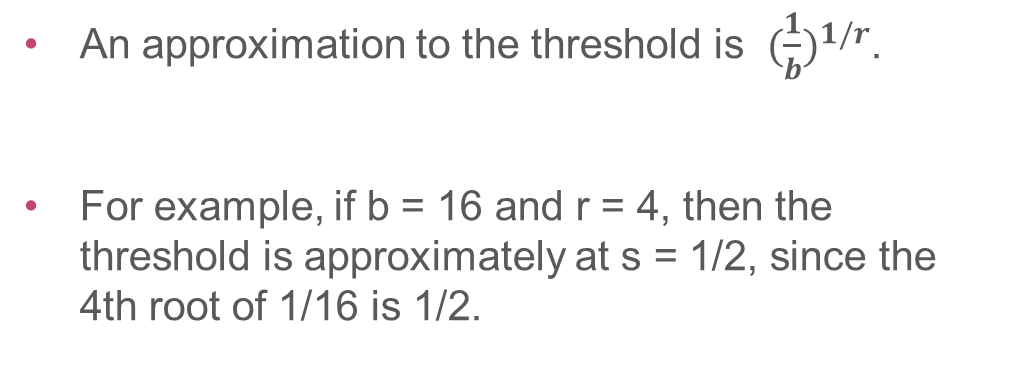 • An approximation to the threshold is (1/b)^1/r.
• For example, if b = 16 and r = 4, then the
threshold is approximately at s = 1/2, since the
4th root of 1/16 is 1/2.